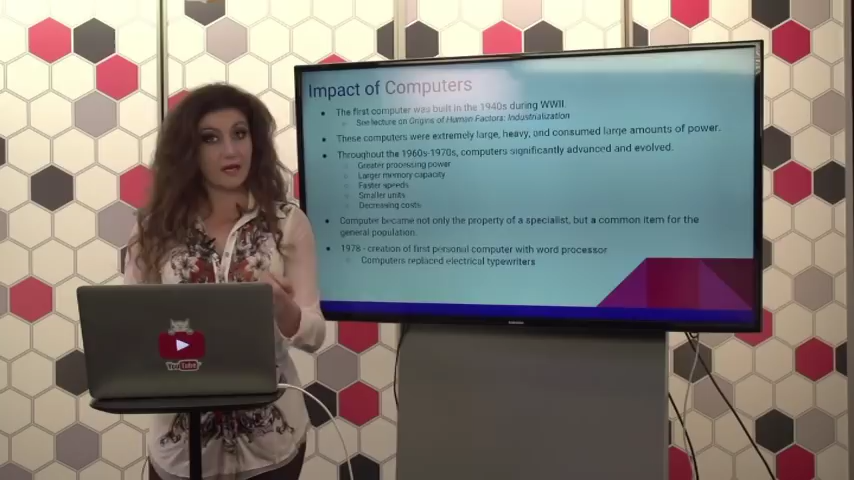 Impact of Computers
The first computer was built in the 1940s during WWII.
See lecture on Origins of Human Factors: Industrialization
These computers were extremely large, heavy, and consumed large amounts of power.
Throughout the 1960s-1970s, computers significantly advanced and evolved.
Greater processing power
Larger memory capacity
Faster speeds
Smaller units
Decreasing costs
Computer became not only the property of a specialist, but a common item for the
general population.
1978 - creation of first personal computer with word processor
Computers replaced electrical typewriters
YouTube